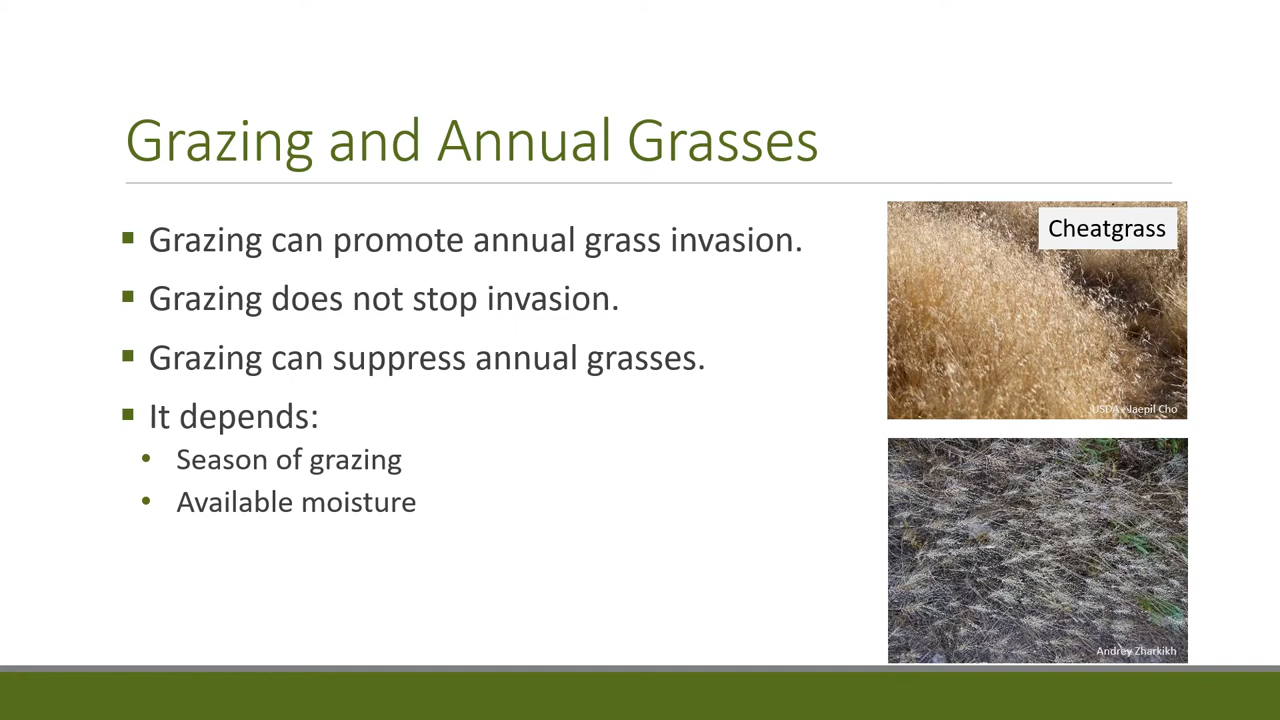 Grazing and Annual Grasses
Grazing can promote annual grass invasion.
Grazing does not stop invasion.
Grazing can suppress annual grasses.
It depends:
Season of grazing
Available moisture
Cheatgrass
USDA - Jaepil Cho
Andrey Zharkikh